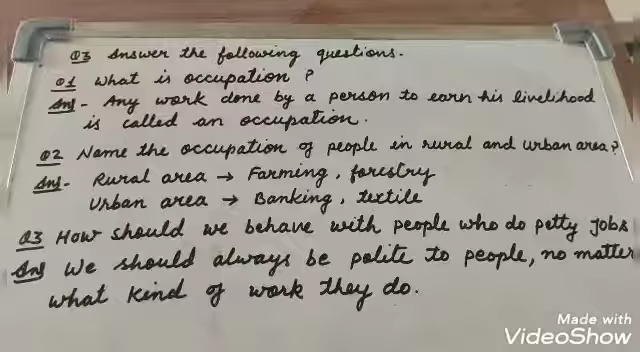 Q3 Answer the following questions.
Q1 What is occupation ?
Ans- Any work done by a person to earn his livelihood
is called an occupation.
Q2 Name the occupation of people in rural and urban area?
Ans- Rural area → Farming, forestry
Urban area → Banking, textile
Q3 How should we behave with people who do petty jobs
Ans We should always be polite to people, no matter
what kind of work they do.
Made with
VideoShow